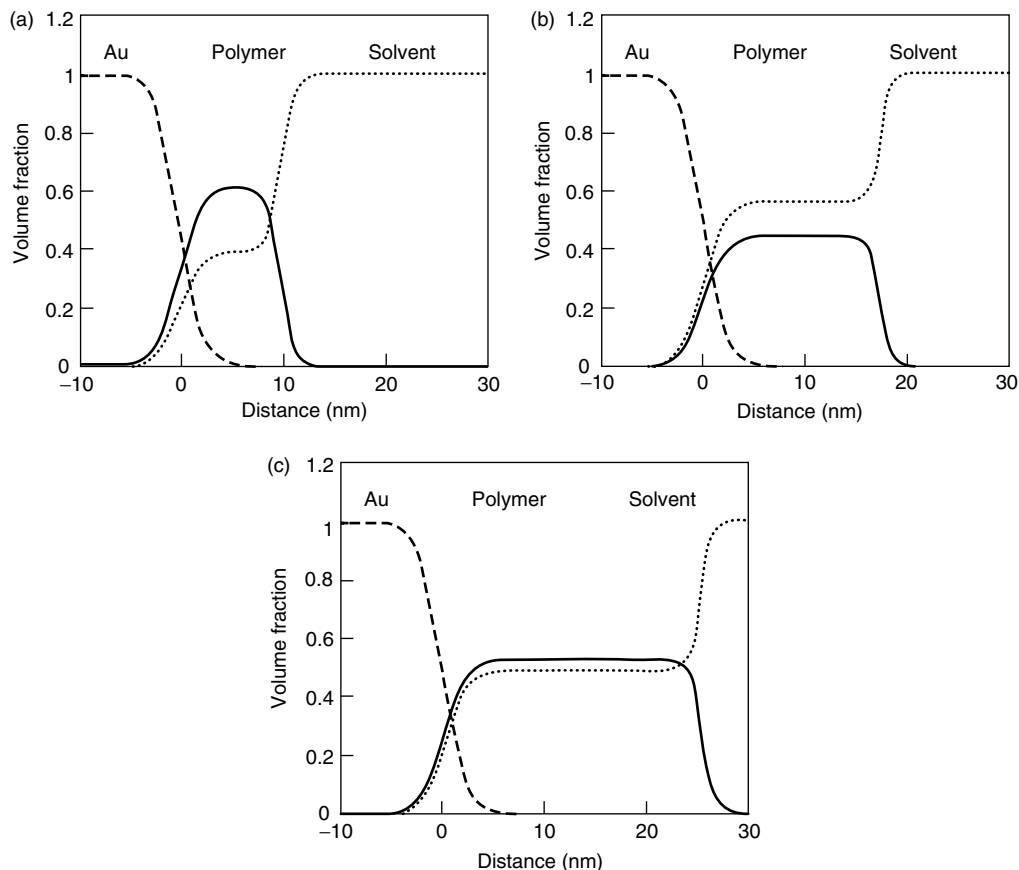 (a)
1.2
1
0.8
0.6
0.4
0.2
0
Volume fraction
Au
Polymer
Solvent
−10
0
10
20
30
Distance (nm)
(b)
1.2
1
0.8
0.6
0.4
0.2
0
Volume fraction
Au
Polymer
Solvent
−10
0
10
20
30
Distance (nm)
(c)
1.2
1
0.8
0.6
0.4
0.2
0
Volume fraction
Au
Polymer
Solvent
−10
0
10
20
30
Distance (nm)